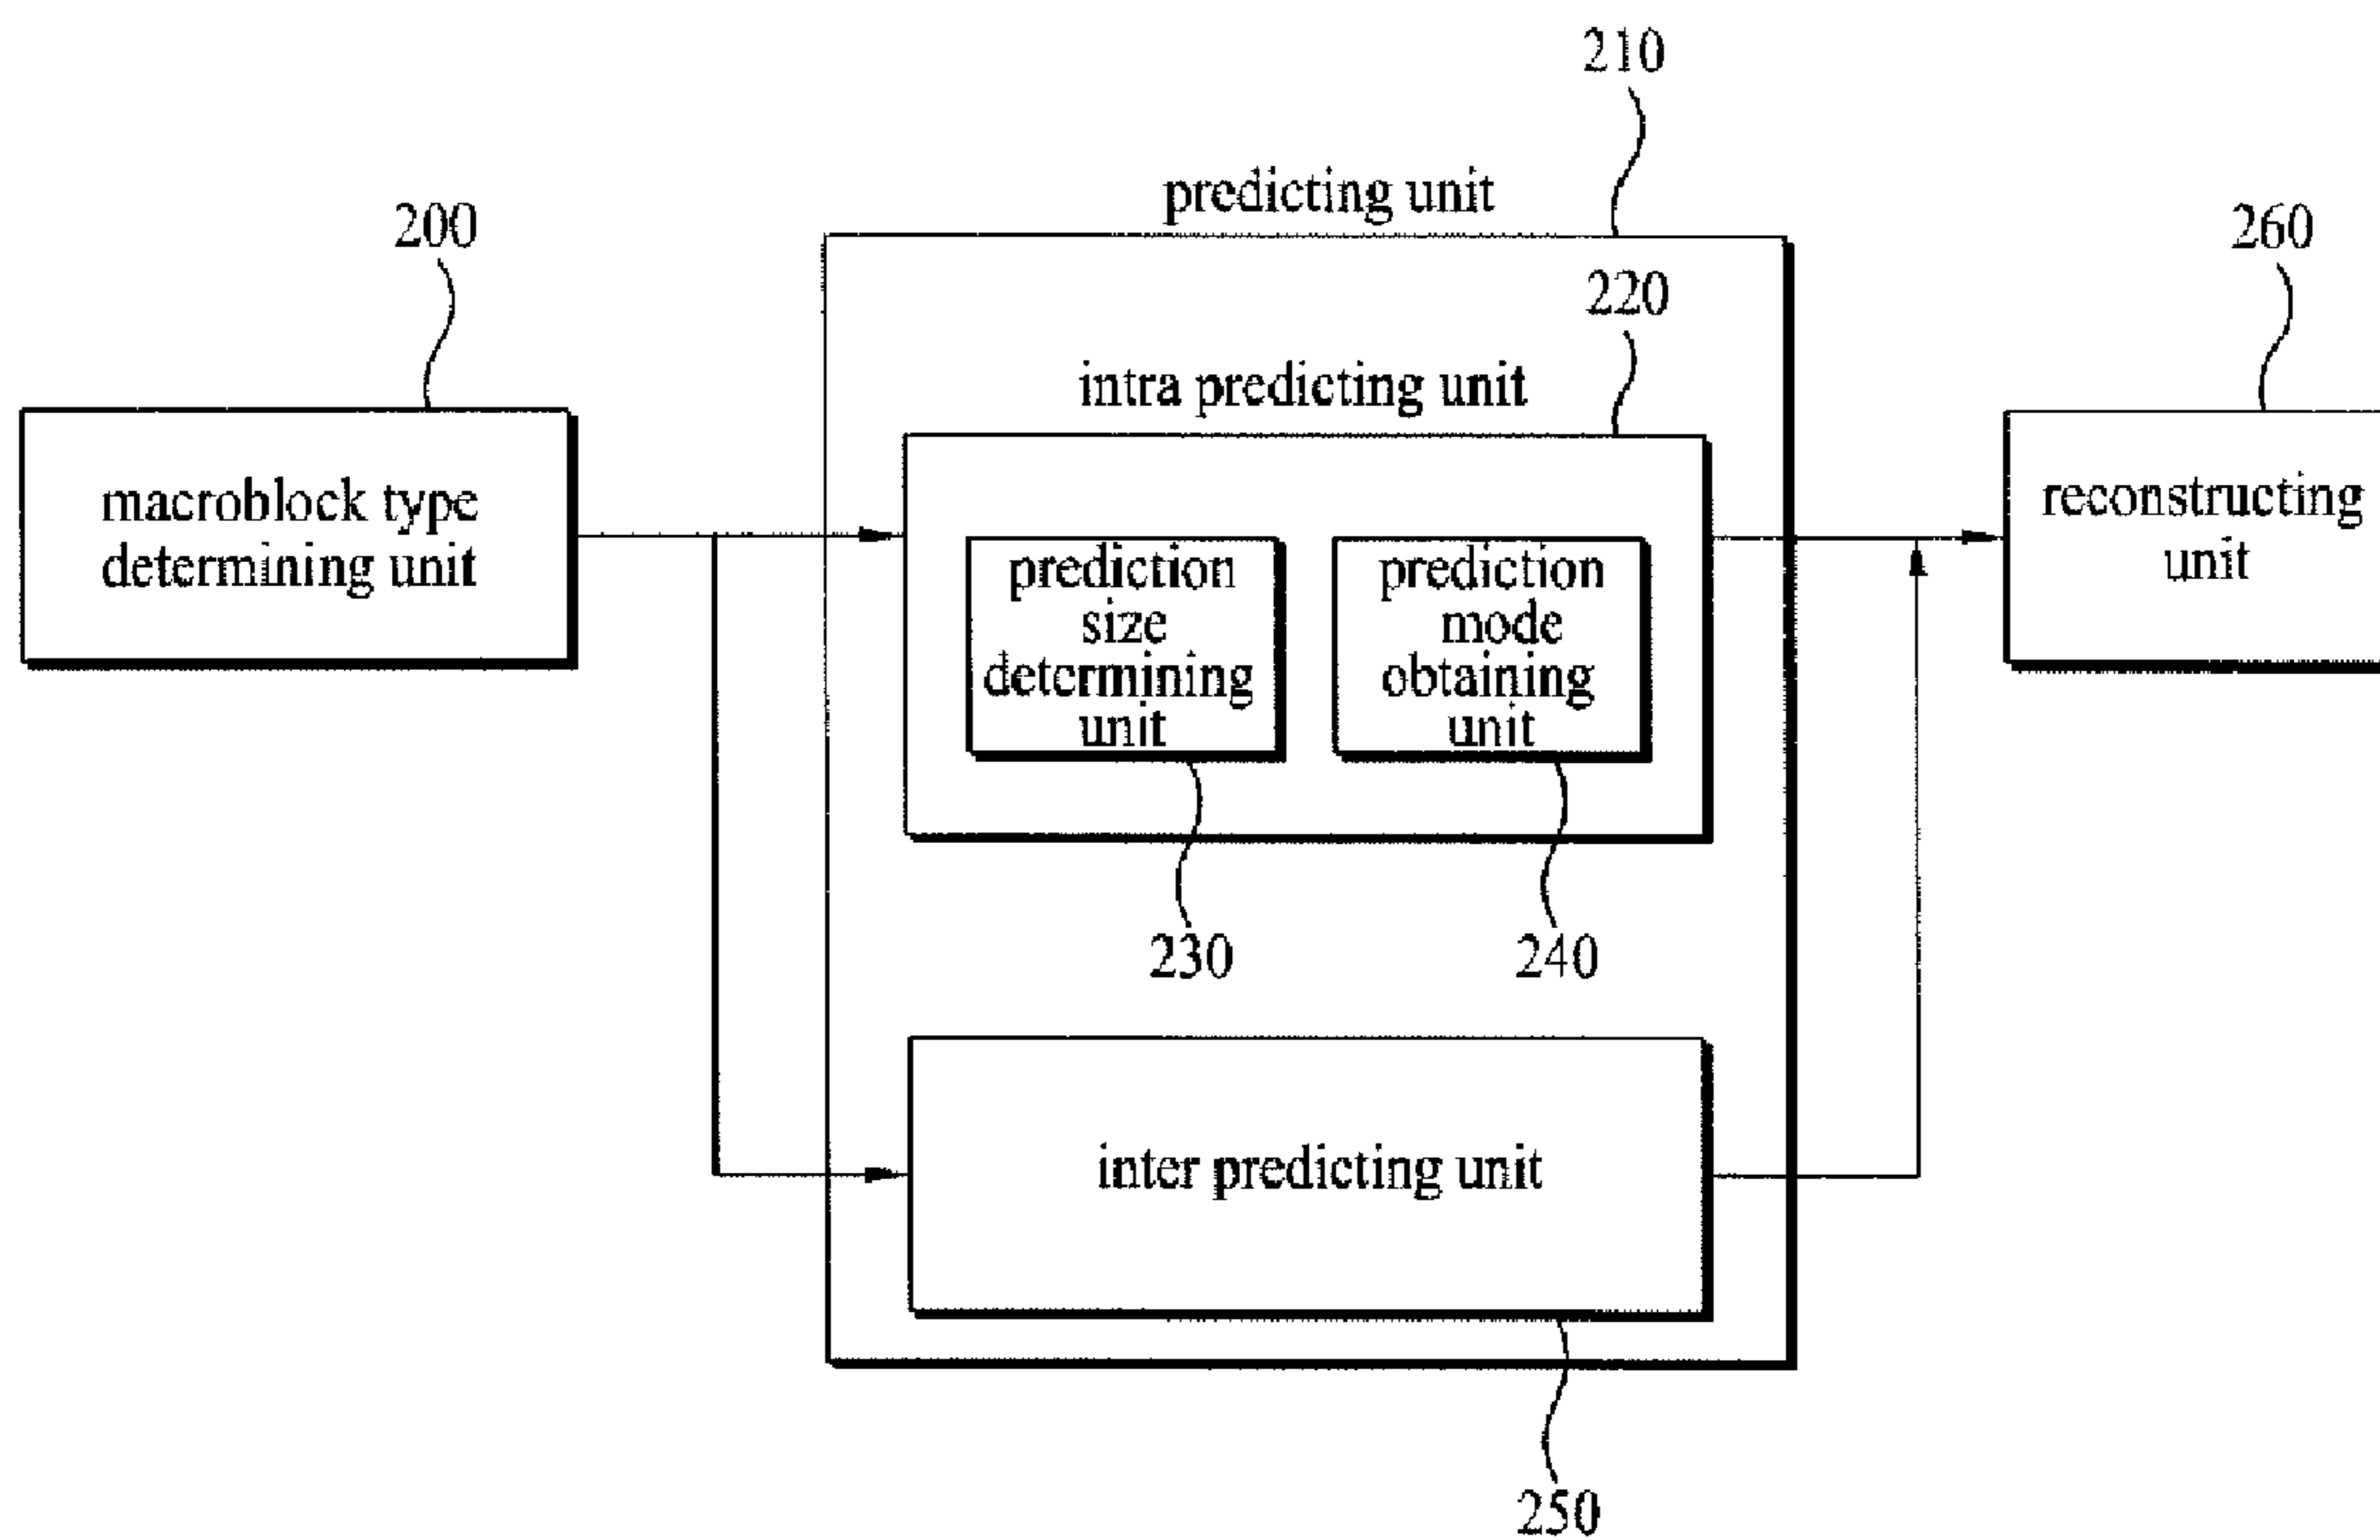 210
predicting unit
200
260
220
intra predicting unit
macroblock type
determining unit
prediction
size
determining
unit
prediction
mode
obtaining
unit
reconstructing
unit
230
240
inter predicting unit
250